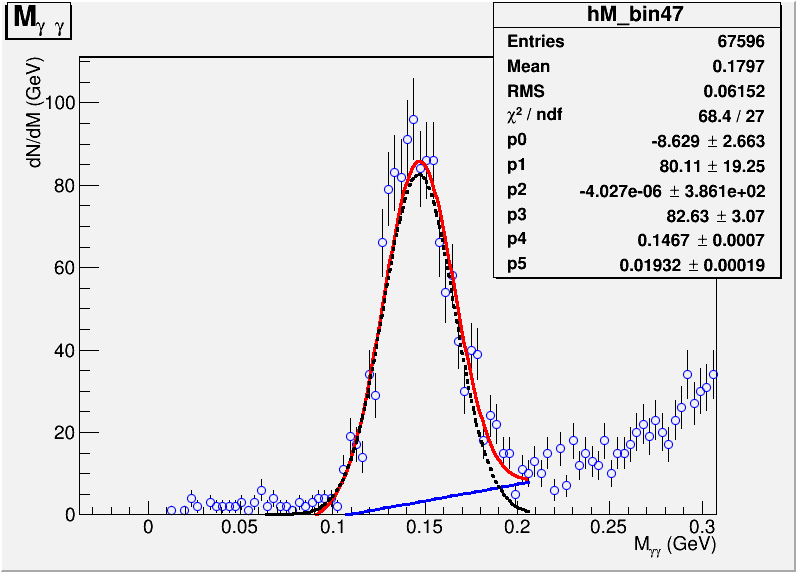 M_γ γ
hM_bin47
Entries 67596
Mean 0.1797
RMS 0.06152
χ² / ndf 68.4 / 27
p0 -8.629 ± 2.663
p1 80.11 ± 19.25
p2 -4.027e-06 ± 3.861e+02
p3 82.63 ± 3.07
p4 0.1467 ± 0.0007
p5 0.01932 ± 0.00019
dN/dM (GeV)
100
80
60
40
20
0
0 0.05 0.1 0.15 0.2 0.25 0.3
M_γγ (GeV)